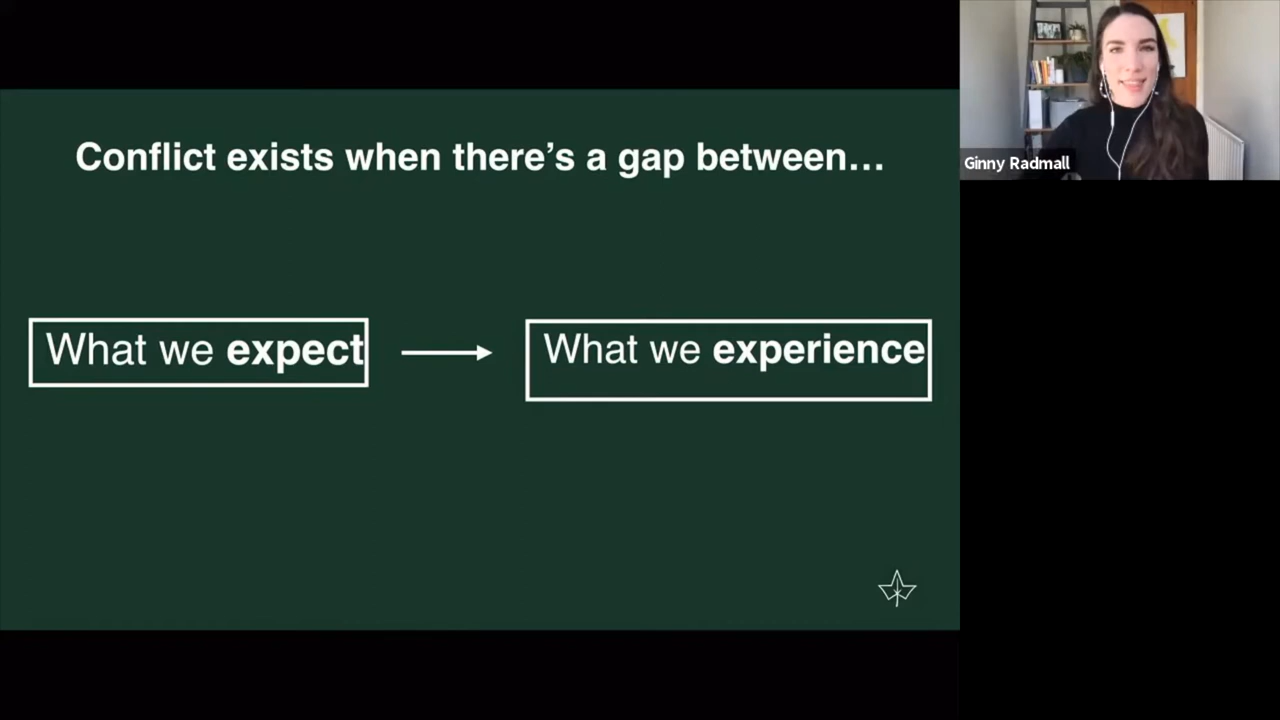 Conflict exists when there’s a gap between…
What we expect
What we experience
Ginny Radmall